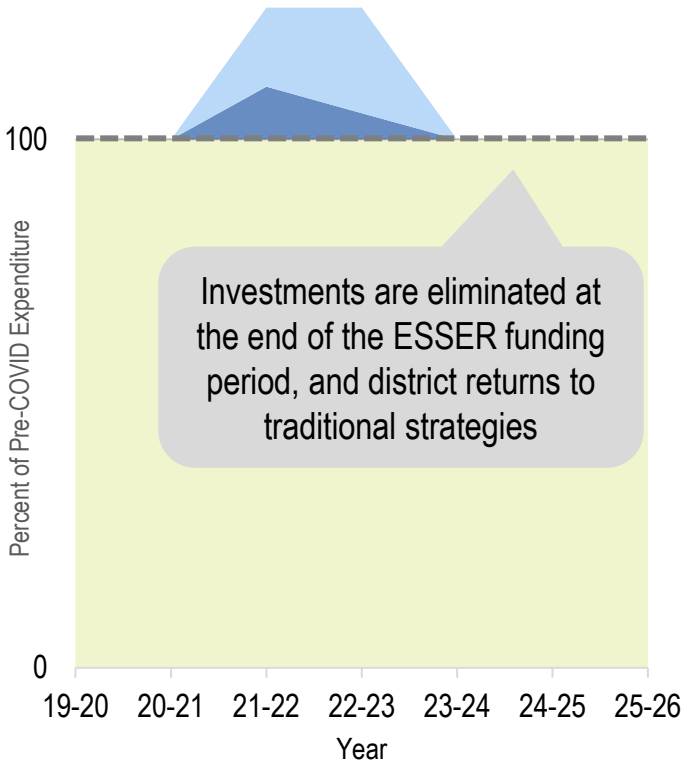 100
Percent of Pre-COVID Expenditure
Investments are eliminated at
the end of the ESSER funding
period, and district returns to
traditional strategies
0
19-20 20-21 21-22 22-23 23-24 24-25 25-26
Year